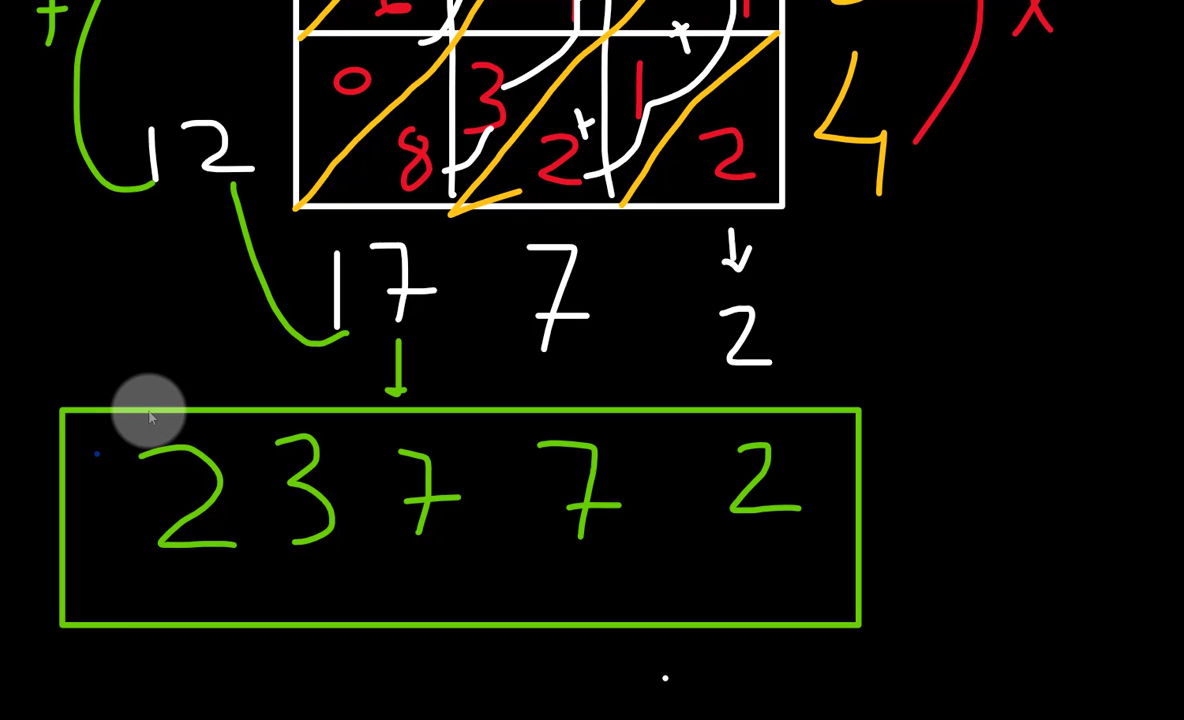 0 3 1
8 2 2 4
12
17 7 2
2 3 7 7 2